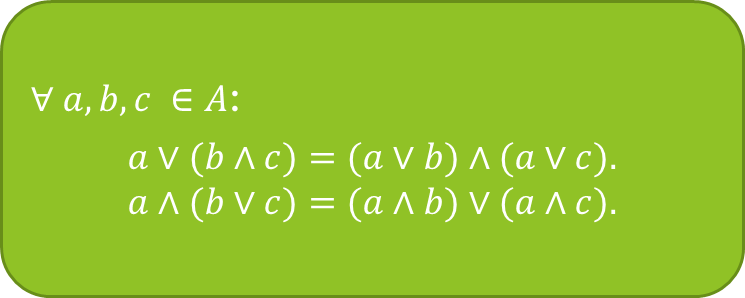 ∀ a, b, c ∈ A:
a ∨ (b ∧ c) = (a ∨ b) ∧ (a ∨ c).
a ∧ (b ∨ c) = (a ∧ b) ∨ (a ∧ c).